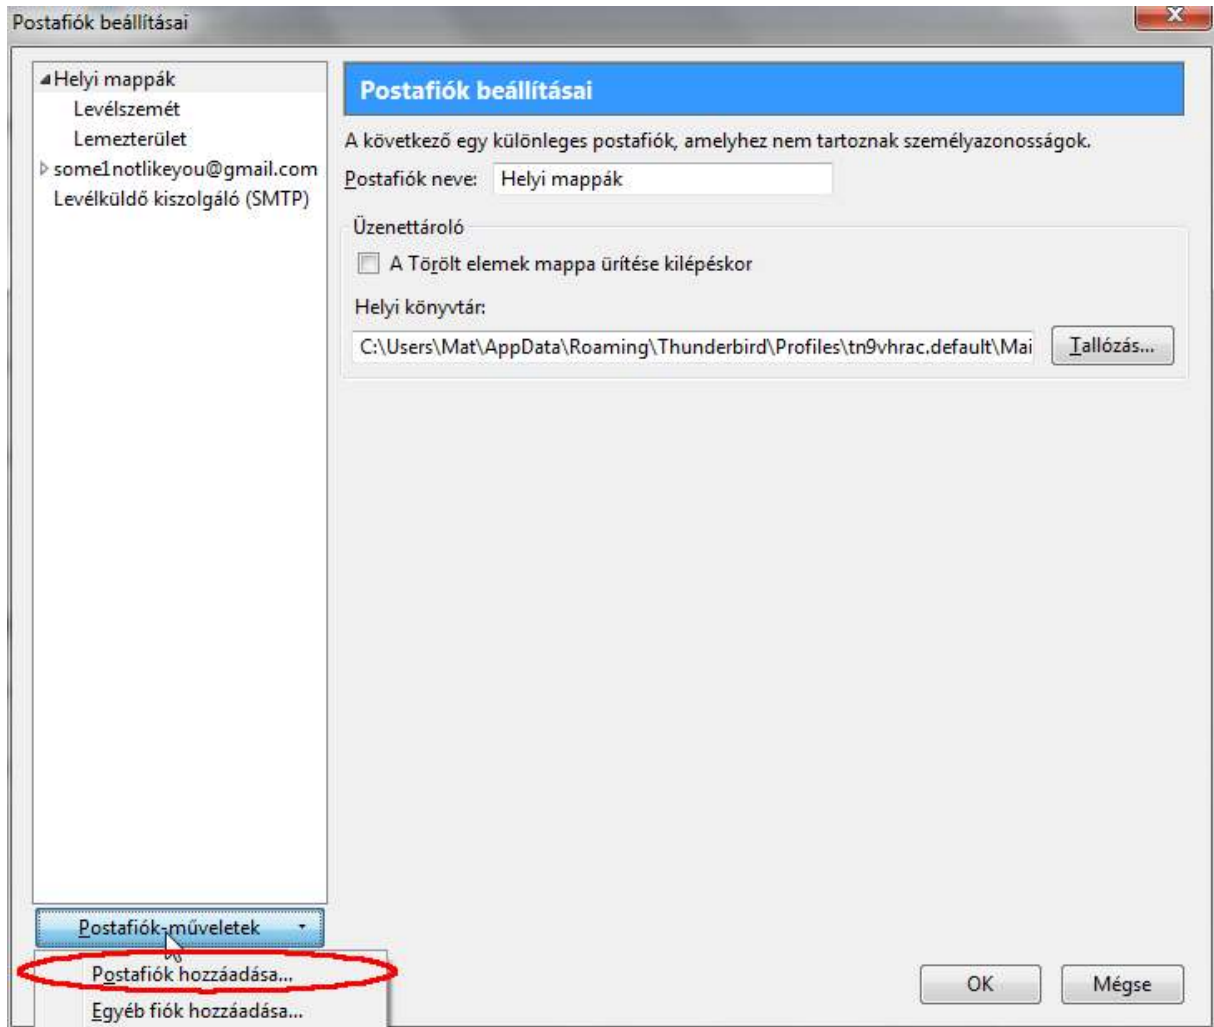 Postafiók beállításai
Helyi mappák
Levélszemét
Lemezterület
some1notlikeyou@gmail.com
Levélküldő kiszolgáló (SMTP)
Postafiók beállításai
A következő egy különleges postafiók, amelyhez nem tartoznak személyazonosságok.
Postafiók neve: Helyi mappák
Üzenettároló
A Törölt elemek mappa ürítése kilépéskor
Helyi könyvtár:
C:\Users\Mat\AppData\Roaming\Thunderbird\Profiles\tn9vhrac.default\Mai Tallózás...
Postafiók-műveletek
Postafiók hozzáadása...
Egyéb fiók hozzáadása...
OK Mégse